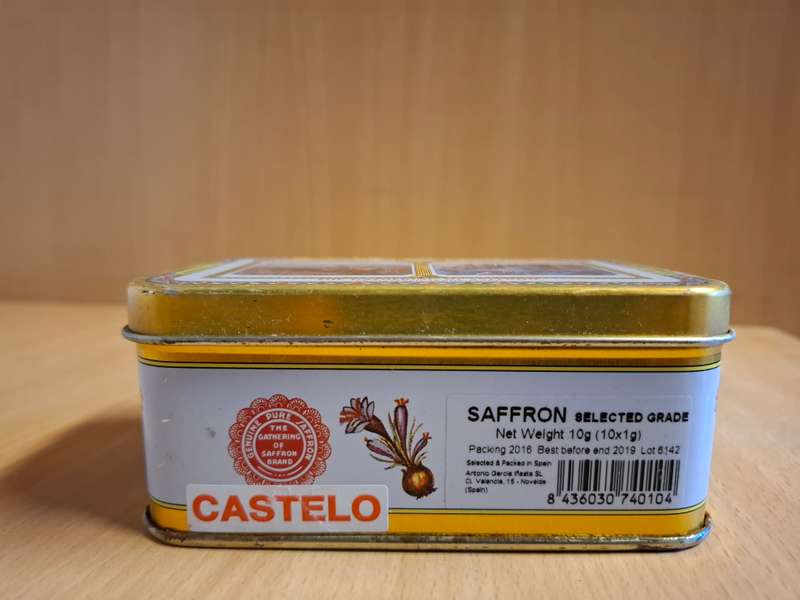 GENUINE PURE SAFFRON
THE
GATHERING
OF
SAFFRON
BRAND
CASTELO
SAFFRON SELECTED GRADE
Net Weight 10g (10x1g)
Packing 2016 Best before end 2019 Lot 6142
Selected & Packed in Spain
Antonio Garcia Iñesta SL
Cl. Valencia, 15 - Novelda
(Spain)
8 436030 740104